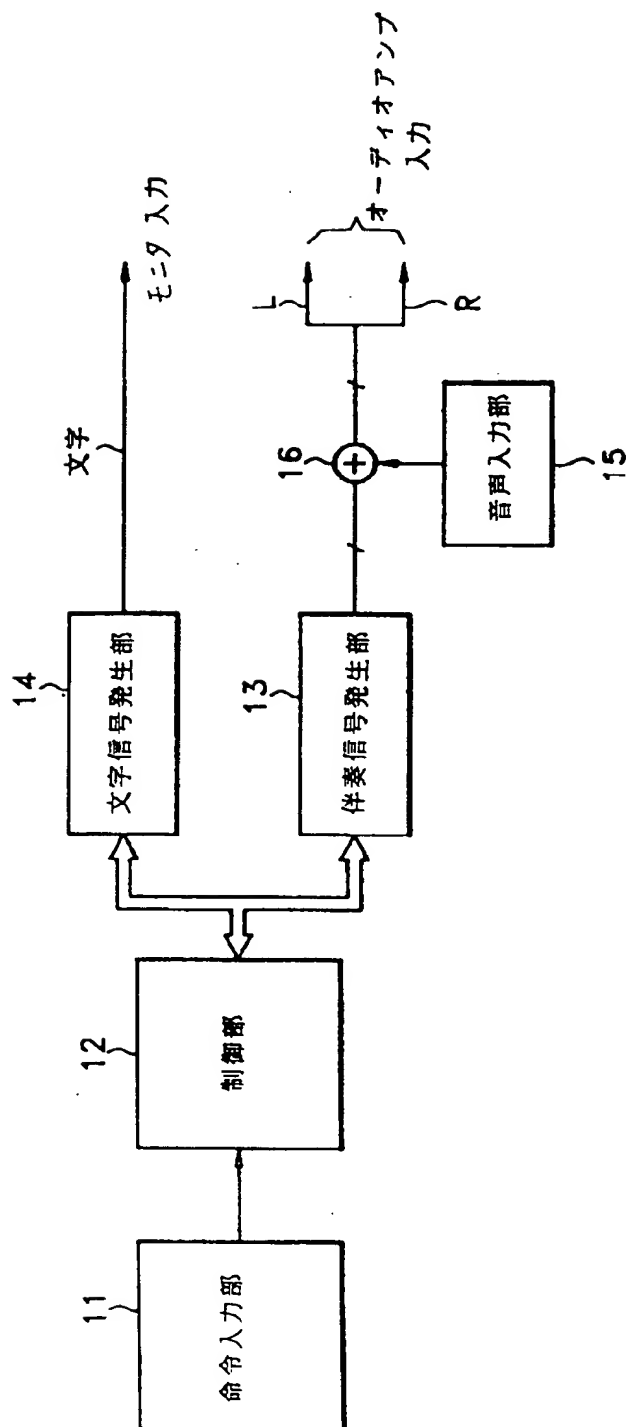 11
命令入力部
12
制御部
14
文字信号発生部
文字
モニタ 入力
13
伴奏信号発生部
16
+
15
音声入力部
L
R
オーディオアンプ
入力